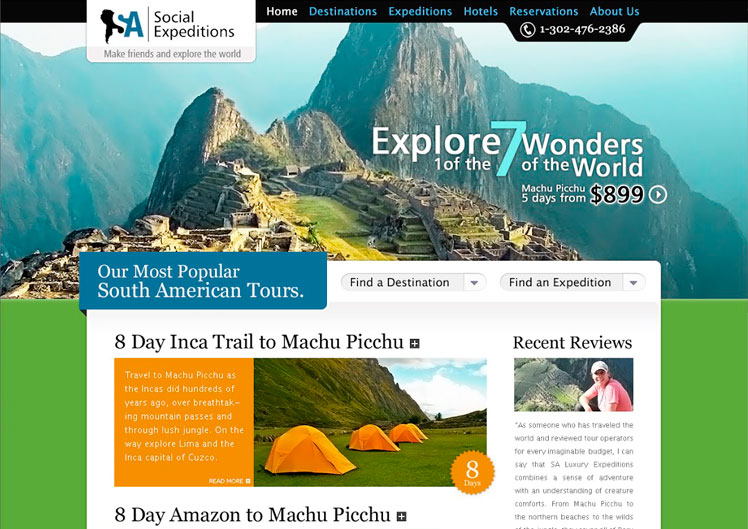 SA Social
Expeditions
Make friends and explore the world
Home Destinations Expeditions Hotels Reservations About Us
1-302-476-2386
Explore 7 Wonders
1 of the of the World
Machu Picchu
5 days from $899
Our Most Popular
South American Tours.
Find a Destination
Find an Expedition
8 Day Inca Trail to Machu Picchu
Travel to Machu Picchu as
the Incas did hundreds of
years ago, over breathtak-
ing mountain passes and
through lush jungle. On the
way explore Lima and the
Inca capital of Cuzco.
READ MORE
8
Days
8 Day Amazon to Machu Picchu
Recent Reviews
"As someone who has traveled the
world and reviewed tour operators
for every imaginable budget, I can
say that SA Luxury Expeditions
combines a sense of adventure
with an understanding of creature
comforts. From Machu Picchu to
the northern beaches to the wilds